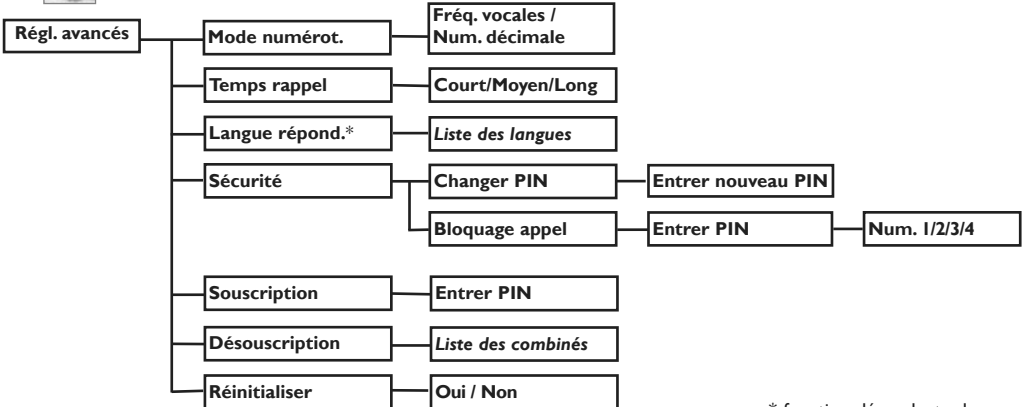 Régl. avancés
Mode numérot.
Fréq. vocales /
Num. décimale
Temps rappel
Court/Moyen/Long
Langue répond.*
Liste des langues
Sécurité
Changer PIN
Entrer nouveau PIN
Bloquage appel
Entrer PIN
Num. 1/2/3/4
Souscription
Entrer PIN
Désouscription
Liste des combinés
Réinitialiser
Oui / Non